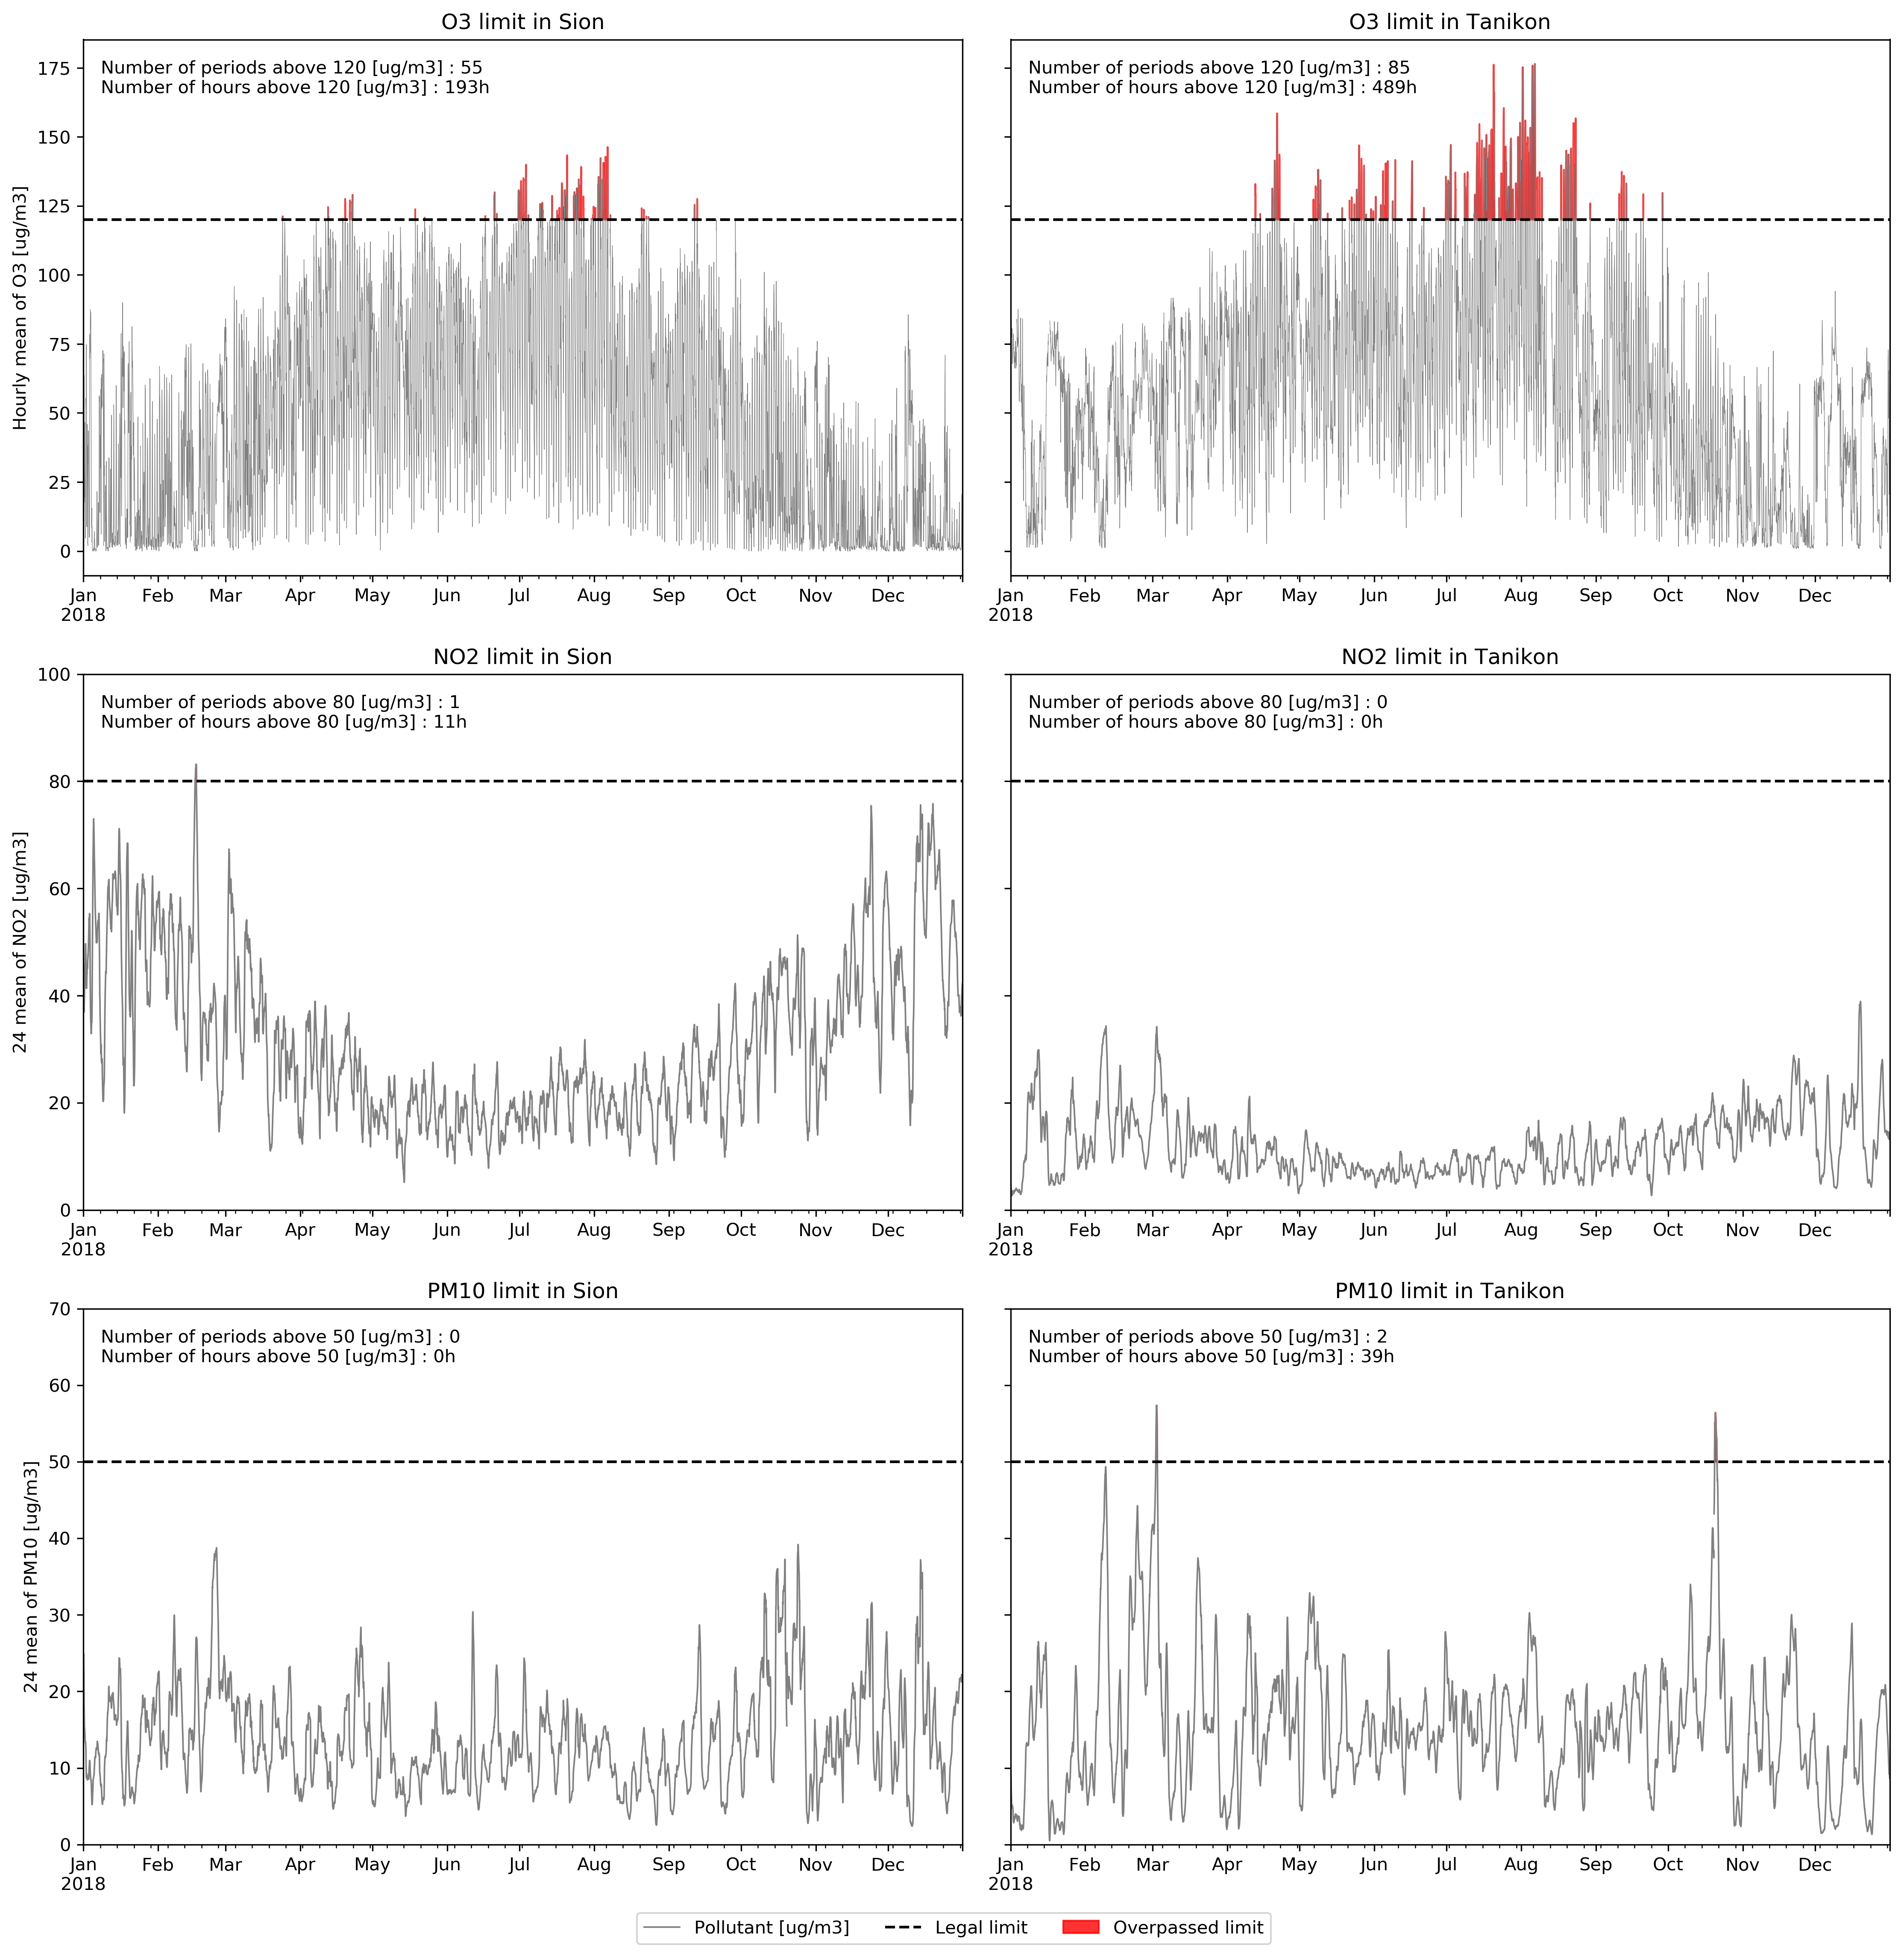 O3 limit in Sion
Number of periods above 120 [ug/m3] : 55
Number of hours above 120 [ug/m3] : 193h
Hourly mean of O3 [ug/m3]
175
150
125
100
75
50
25
0
Jan Feb Mar Apr May Jun Jul Aug Sep Oct Nov Dec
2018
O3 limit in Tanikon
Number of periods above 120 [ug/m3] : 85
Number of hours above 120 [ug/m3] : 489h
Jan Feb Mar Apr May Jun Jul Aug Sep Oct Nov Dec
2018
NO2 limit in Sion
Number of periods above 80 [ug/m3] : 1
Number of hours above 80 [ug/m3] : 11h
24 mean of NO2 [ug/m3]
100
80
60
40
20
0
Jan Feb Mar Apr May Jun Jul Aug Sep Oct Nov Dec
2018
NO2 limit in Tanikon
Number of periods above 80 [ug/m3] : 0
Number of hours above 80 [ug/m3] : 0h
Jan Feb Mar Apr May Jun Jul Aug Sep Oct Nov Dec
2018
PM10 limit in Sion
Number of periods above 50 [ug/m3] : 0
Number of hours above 50 [ug/m3] : 0h
24 mean of PM10 [ug/m3]
70
60
50
40
30
20
10
0
Jan Feb Mar Apr May Jun Jul Aug Sep Oct Nov Dec
2018
PM10 limit in Tanikon
Number of periods above 50 [ug/m3] : 2
Number of hours above 50 [ug/m3] : 39h
Jan Feb Mar Apr May Jun Jul Aug Sep Oct Nov Dec
2018
Pollutant [ug/m3] Legal limit Overpassed limit